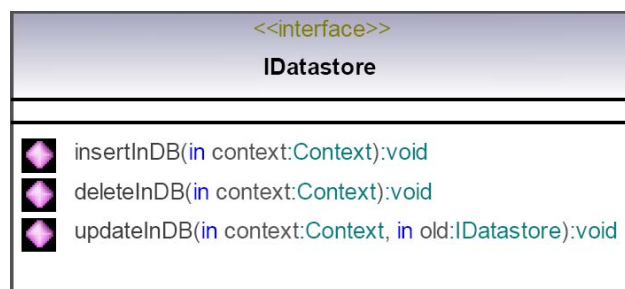 <<interface>>
IDatastore
insertInDB(in context:Context):void
deleteInDB(in context:Context):void
updateInDB(in context:Context, in old:IDatastore):void